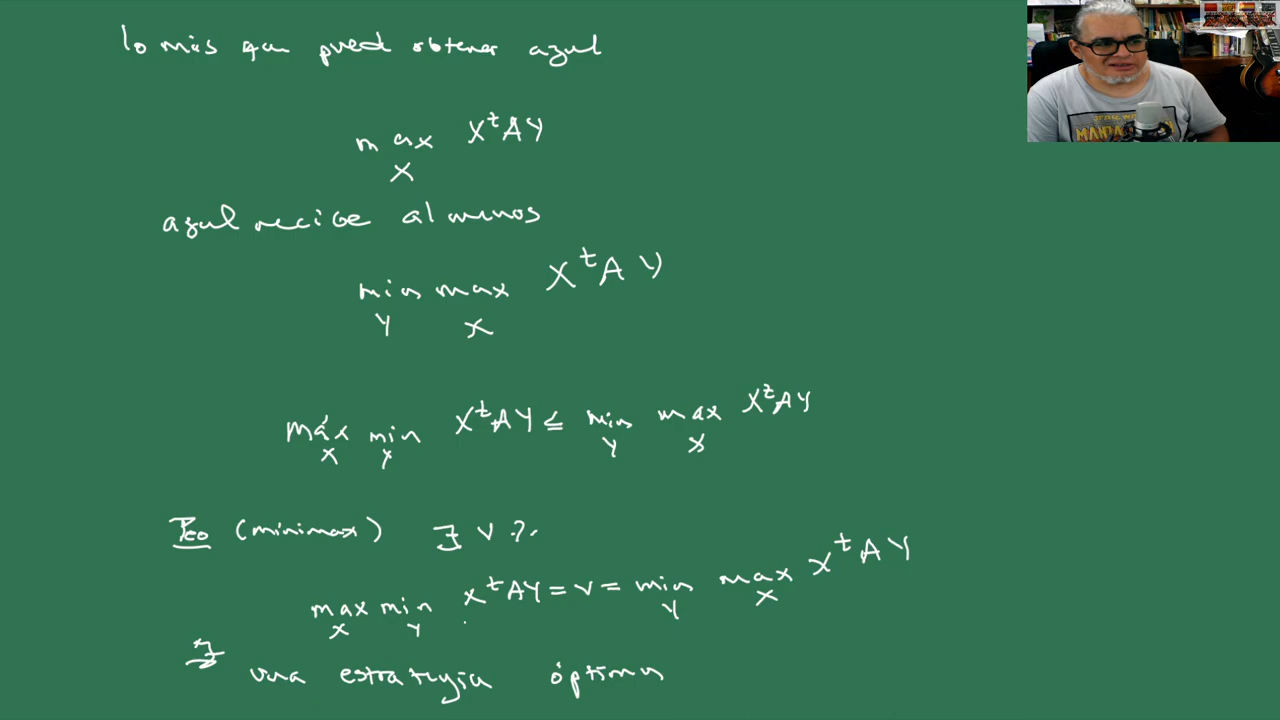 lo más que puede obtener azul
max X^t A Y
X
azul recibe al menos
min max X^t A Y
Y X
máx min X^t A Y ≤ min max X^t A Y
X Y Y X
Teo (minimax) ∃ V
max min X^t A Y = V = min max X^t A Y
X Y Y X
∃ una estrategia óptima